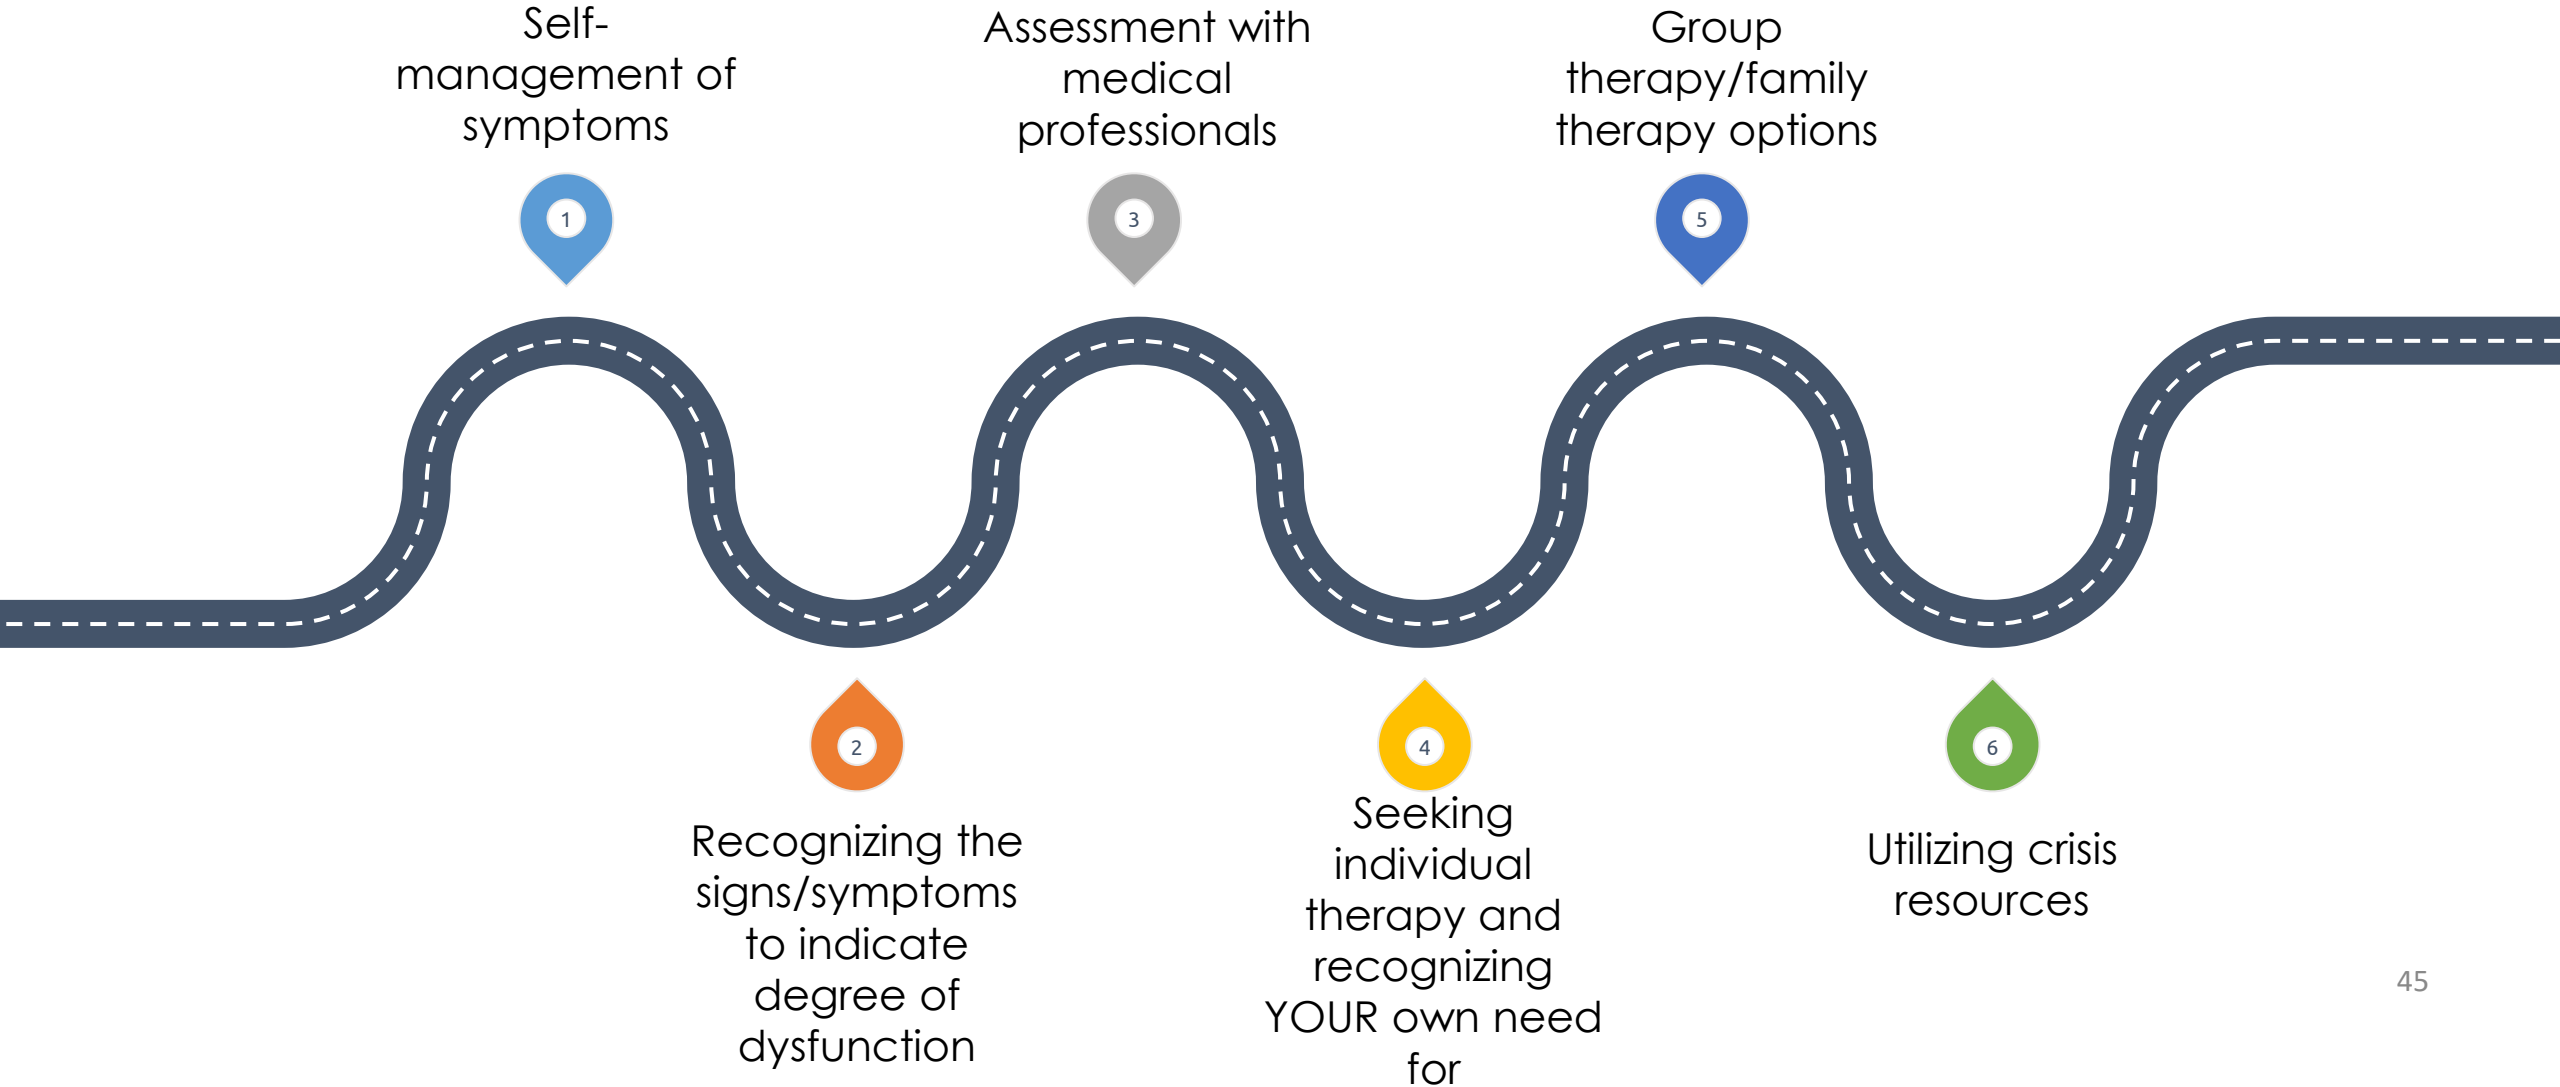 Self-
management of
symptoms
1
Recognizing the
signs/symptoms
to indicate
degree of
dysfunction
2
Assessment with
medical
professionals
3
Seeking
individual
therapy and
recognizing
YOUR own need
for
4
Group
therapy/family
therapy options
5
Utilizing crisis
resources
6
45